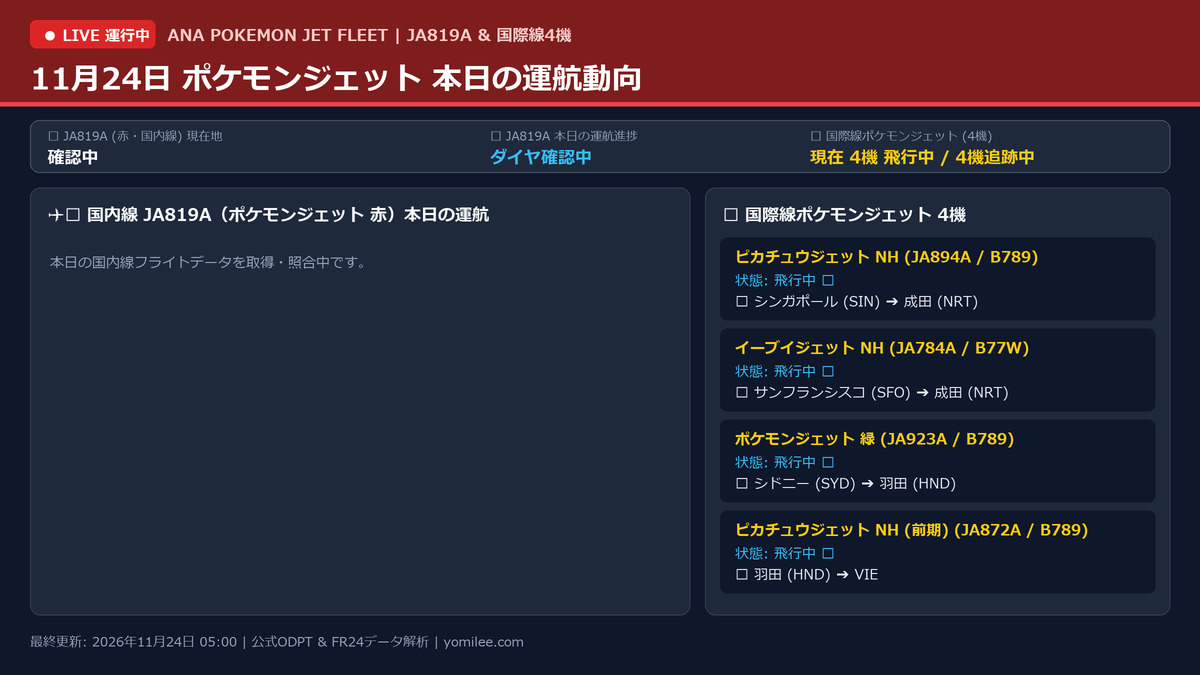 ● LIVE 運行中 ANA POKEMON JET FLEET | JA819A & 国際線4機
11月24日 ポケモンジェット 本日の運航動向
□ JA819A (赤・国内線) 現在地
確認中
□ JA819A 本日の運航進捗
ダイヤ確認中
□ 国際線ポケモンジェット (4機)
現在 4機 飛行中 / 4機追跡中
✈□ 国内線 JA819A（ポケモンジェット 赤）本日の運航
本日の国内線フライトデータを取得・照合中です。
□ 国際線ポケモンジェット 4機
ピカチュウジェット NH (JA894A / B789)
状態: 飛行中 □
□ シンガポール (SIN) ➔ 成田 (NRT)
イーブイジェット NH (JA784A / B77W)
状態: 飛行中 □
□ サンフランシスコ (SFO) ➔ 成田 (NRT)
ポケモンジェット 緑 (JA923A / B789)
状態: 飛行中 □
□ シドニー (SYD) ➔ 羽田 (HND)
ピカチュウジェット NH (前期) (JA872A / B789)
状態: 飛行中 □
□ 羽田 (HND) ➔ VIE
最終更新: 2026年11月24日 05:00 | 公式ODPT & FR24データ解析 | yomilee.com